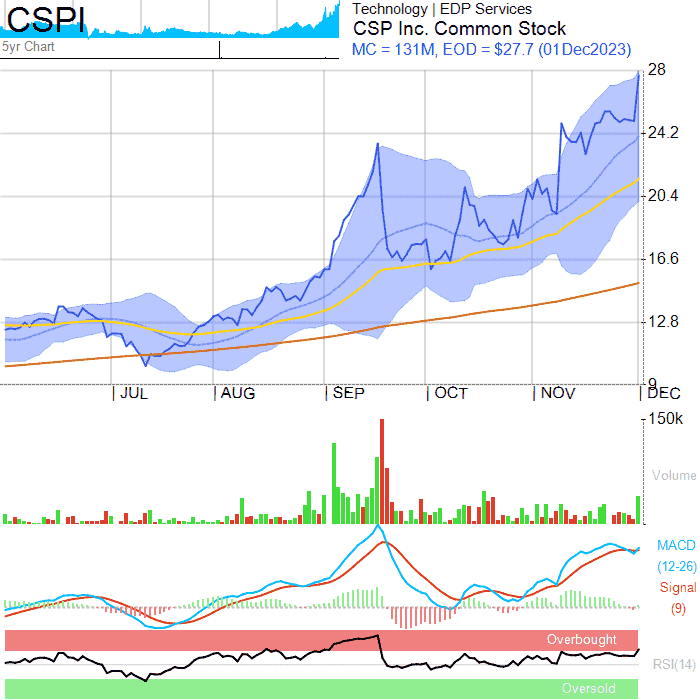 CSPI
5yr Chart
Technology | EDP Services
CSP Inc. Common Stock
MC = 131M, EOD = $27.7 (01Dec2023)
28
24.2
20.4
16.6
12.8
9
JUL
AUG
SEP
OCT
NOV
DEC
150k
Volume
MACD
(12-26)
Signal
(9)
Overbought
RSI(14)
Oversold